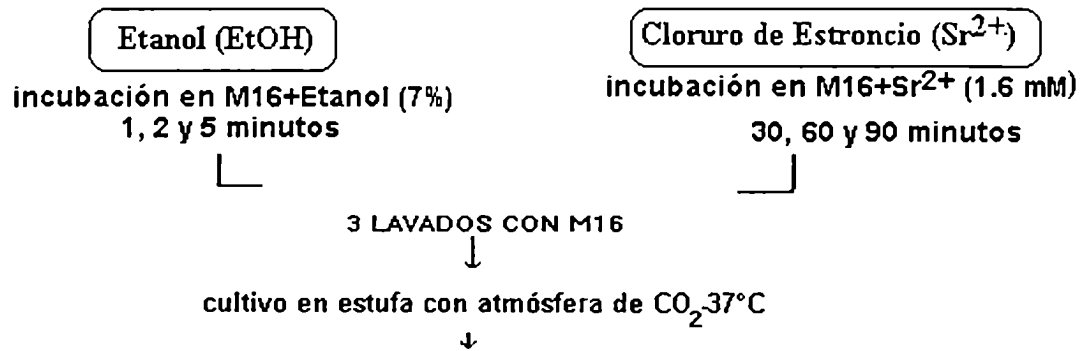 Etanol (EtOH)
Cloruro de Estroncio (Sr2+)
incubación en M16+Etanol (7%)
1, 2 y 5 minutos
incubación en M16+Sr2+ (1.6 mM)
30, 60 y 90 minutos
3 LAVADOS CON M16
cultivo en estufa con atmósfera de CO2-37°C